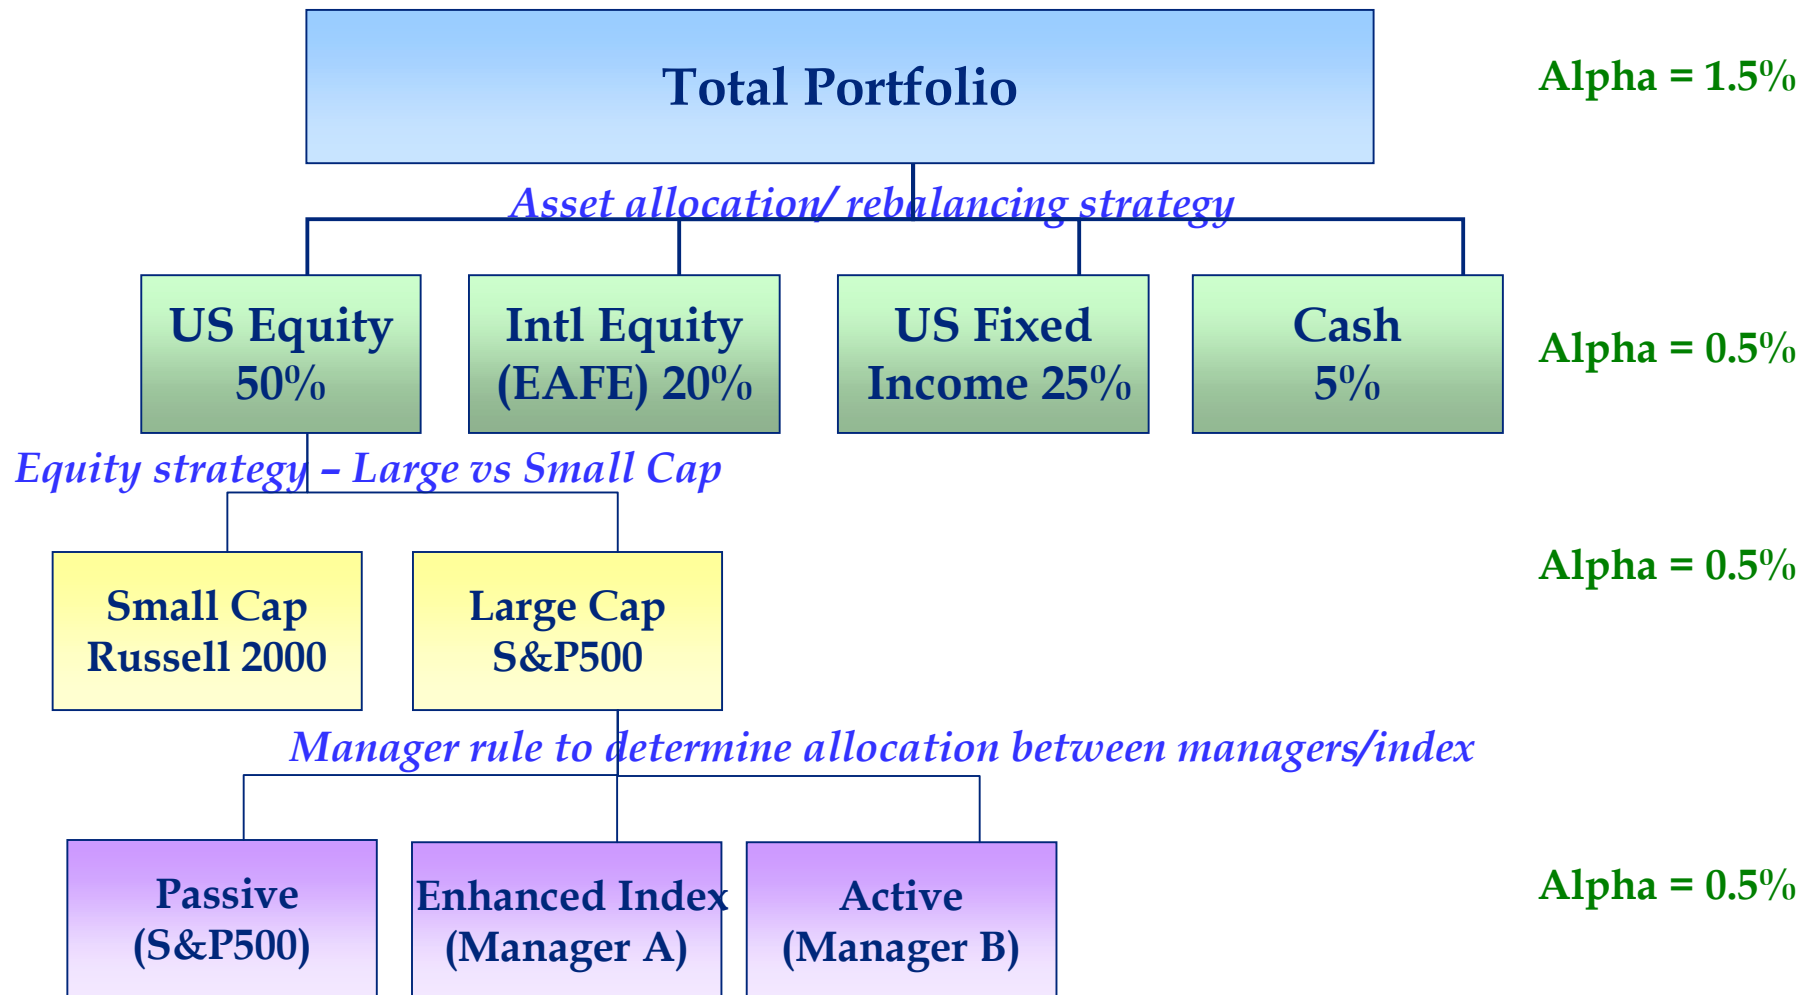 Total Portfolio
Alpha = 1.5%
Asset allocation/ rebalancing strategy
US Equity
50%
Intl Equity
(EAFE) 20%
US Fixed
Income 25%
Cash
5%
Alpha = 0.5%
Equity strategy – Large vs Small Cap
Small Cap
Russell 2000
Large Cap
S&P500
Alpha = 0.5%
Manager rule to determine allocation between managers/index
Passive
(S&P500)
Enhanced Index
(Manager A)
Active
(Manager B)
Alpha = 0.5%